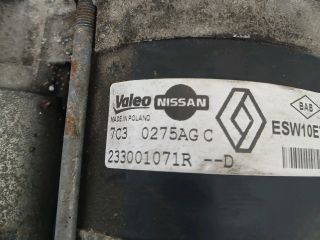 Valeo NISSAN BAB
MADE IN POLAND
7C3 0275AG C ESW10E
233001071R --D